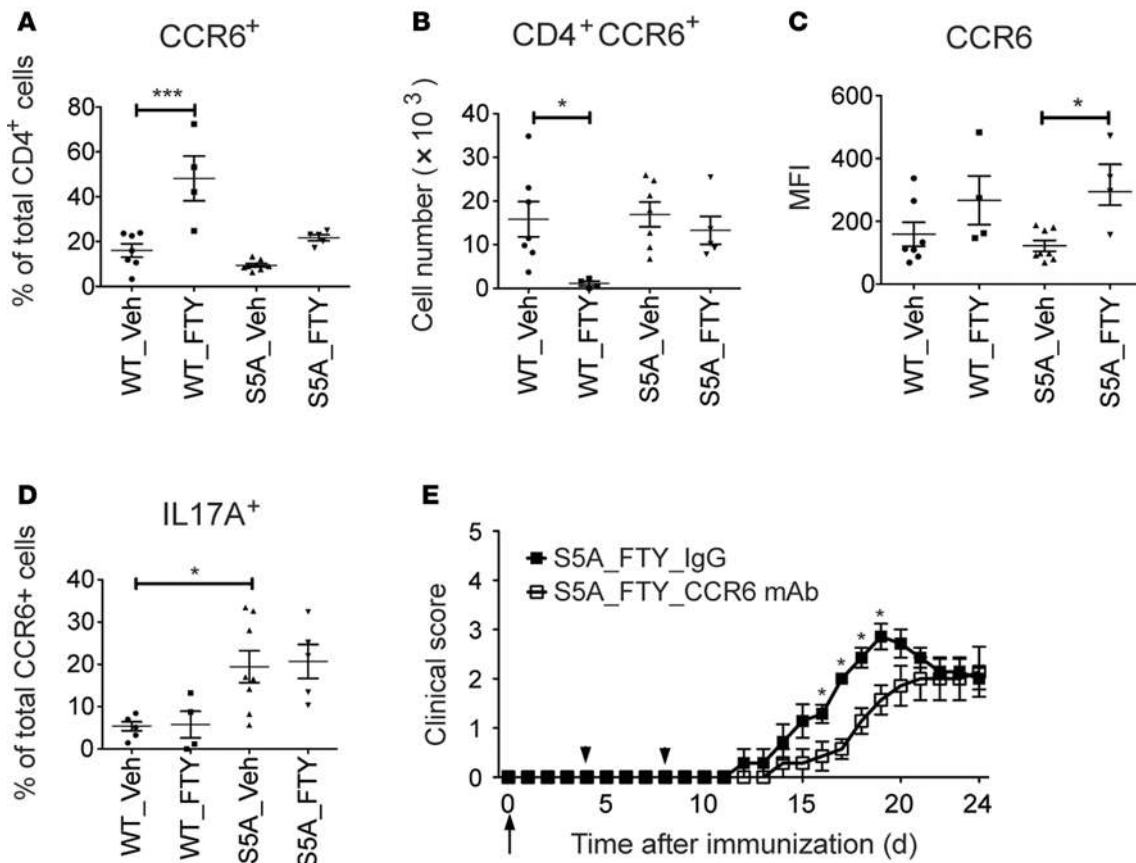 A
CCR6+
% of total CD4+ cells
80
60
40
20
0
***
WT_Veh
WT_FTY
S5A_Veh
S5A_FTY
B
CD4+ CCR6+
Cell number (× 10³)
40
30
20
10
0
*
WT_Veh
WT_FTY
S5A_Veh
S5A_FTY
C
CCR6
MFI
600
400
200
0
*
WT_Veh
WT_FTY
S5A_Veh
S5A_FTY
D
IL17A+
% of total CCR6+ cells
40
30
20
10
0
*
WT_Veh
WT_FTY
S5A_Veh
S5A_FTY
E
Clinical score
5
4
3
2
1
0
S5A_FTY_IgG
S5A_FTY_CCR6 mAb
* * * *
0 5 10 15 20 24
Time after immunization (d)